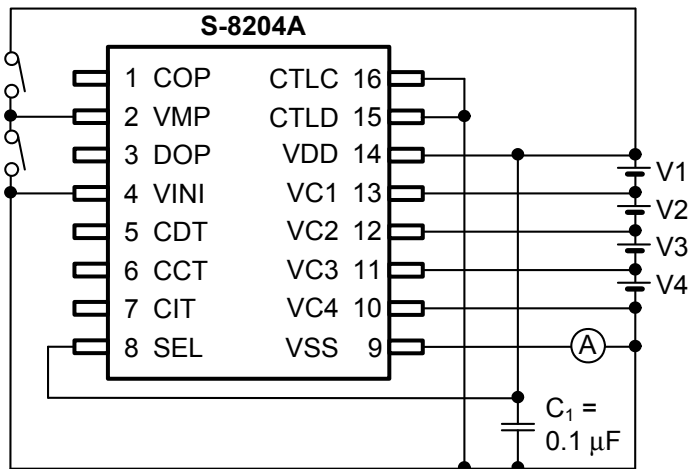 S-8204A
1 COP CTLC 16
2 VMP CTLD 15
3 DOP VDD 14
4 VINI VC1 13
5 CDT VC2 12
6 CCT VC3 11
7 CIT VC4 10
8 SEL VSS 9
V1
V2
V3
V4
A
C₁ =
0.1 μF